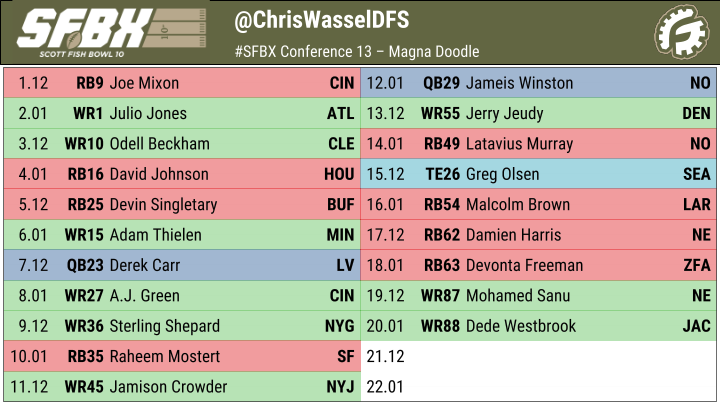 SFBX
SCOTT FISH BOWL 10
@ChrisWasselDFS
#SFBX Conference 13 – Magna Doodle
1.12 RB9 Joe Mixon CIN
2.01 WR1 Julio Jones ATL
3.12 WR10 Odell Beckham CLE
4.01 RB16 David Johnson HOU
5.12 RB25 Devin Singletary BUF
6.01 WR15 Adam Thielen MIN
7.12 QB23 Derek Carr LV
8.01 WR27 A.J. Green CIN
9.12 WR36 Sterling Shepard NYG
10.01 RB35 Raheem Mostert SF
11.12 WR45 Jamison Crowder NYJ
12.01 QB29 Jameis Winston NO
13.12 WR55 Jerry Jeudy DEN
14.01 RB49 Latavius Murray NO
15.12 TE26 Greg Olsen SEA
16.01 RB54 Malcolm Brown LAR
17.12 RB62 Damien Harris NE
18.01 RB63 Devonta Freeman ZFA
19.12 WR87 Mohamed Sanu NE
20.01 WR88 Dede Westbrook JAC
21.12
22.01